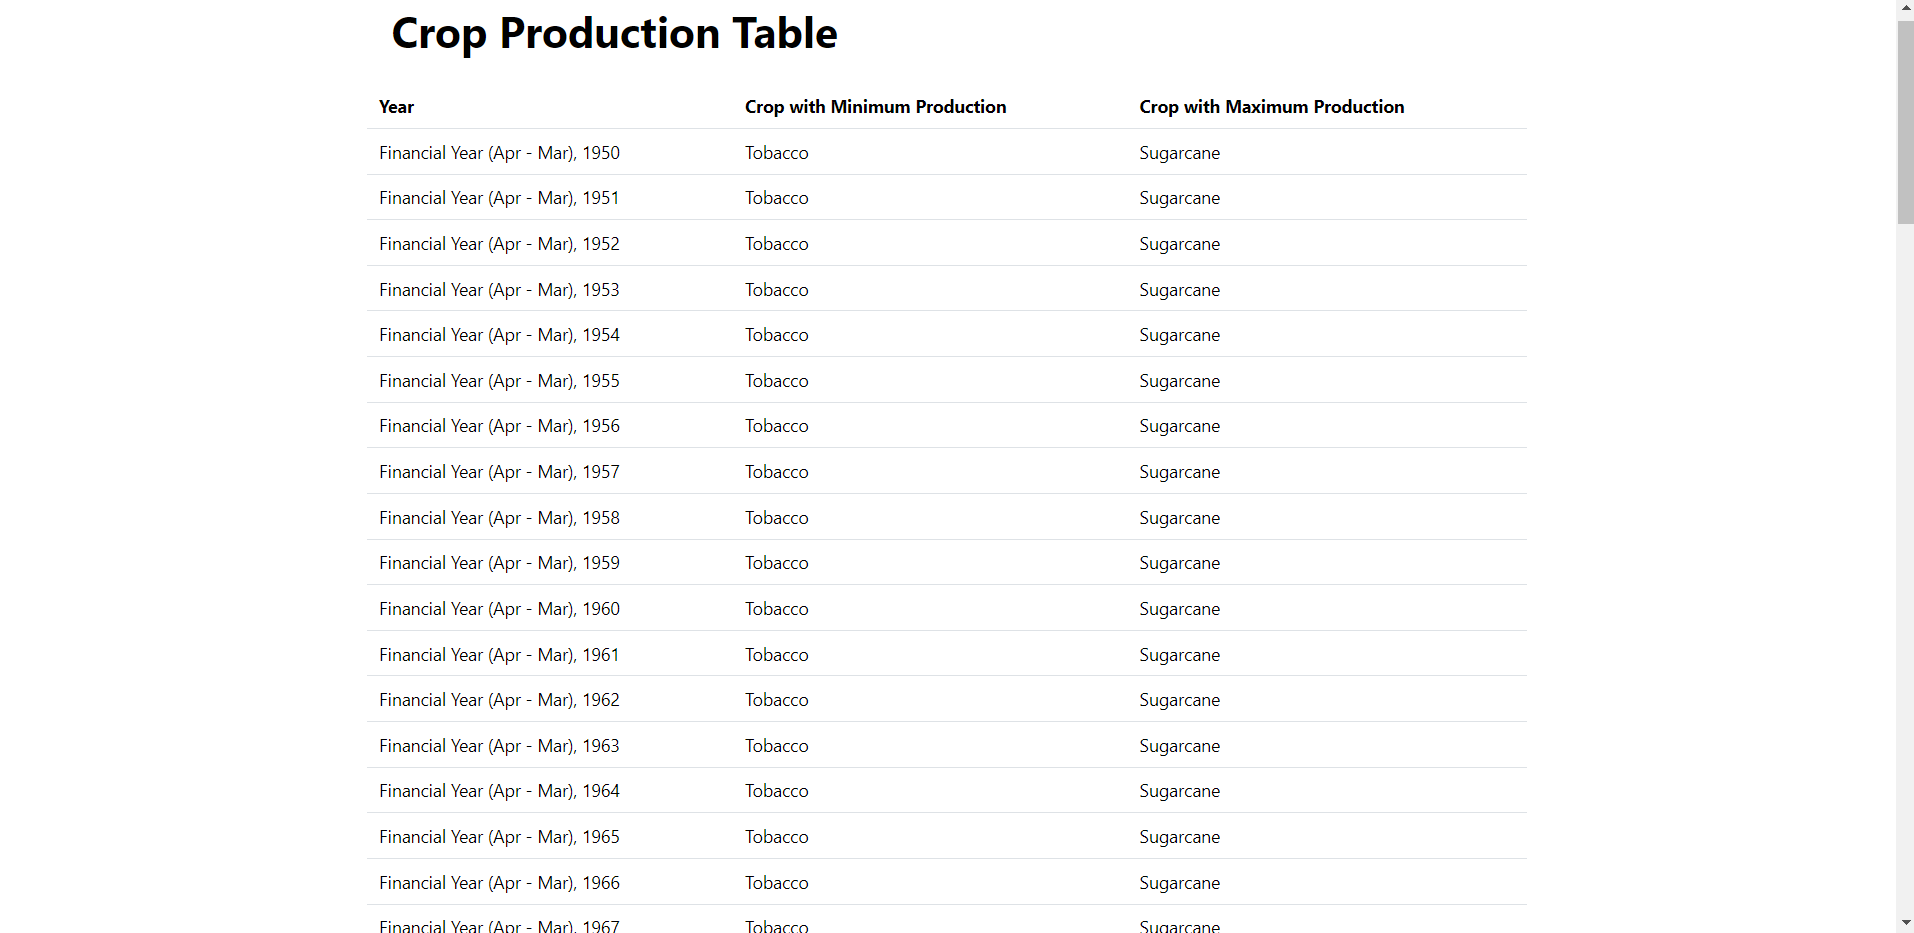 Crop Production Table
Year Crop with Minimum Production Crop with Maximum Production
Financial Year (Apr - Mar), 1950 Tobacco Sugarcane
Financial Year (Apr - Mar), 1951 Tobacco Sugarcane
Financial Year (Apr - Mar), 1952 Tobacco Sugarcane
Financial Year (Apr - Mar), 1953 Tobacco Sugarcane
Financial Year (Apr - Mar), 1954 Tobacco Sugarcane
Financial Year (Apr - Mar), 1955 Tobacco Sugarcane
Financial Year (Apr - Mar), 1956 Tobacco Sugarcane
Financial Year (Apr - Mar), 1957 Tobacco Sugarcane
Financial Year (Apr - Mar), 1958 Tobacco Sugarcane
Financial Year (Apr - Mar), 1959 Tobacco Sugarcane
Financial Year (Apr - Mar), 1960 Tobacco Sugarcane
Financial Year (Apr - Mar), 1961 Tobacco Sugarcane
Financial Year (Apr - Mar), 1962 Tobacco Sugarcane
Financial Year (Apr - Mar), 1963 Tobacco Sugarcane
Financial Year (Apr - Mar), 1964 Tobacco Sugarcane
Financial Year (Apr - Mar), 1965 Tobacco Sugarcane
Financial Year (Apr - Mar), 1966 Tobacco Sugarcane
Financial Year (Apr - Mar), 1967 Tobacco Sugarcane